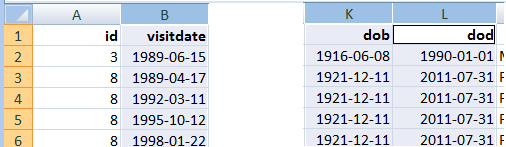 A B K L
1 id visitdate dob dod
2 3 1989-06-15 1916-06-08 1990-01-01
3 8 1989-04-17 1921-12-11 2011-07-31
4 8 1992-03-11 1921-12-11 2011-07-31
5 8 1995-10-12 1921-12-11 2011-07-31
6 8 1998-01-22 1921-12-11 2011-07-31